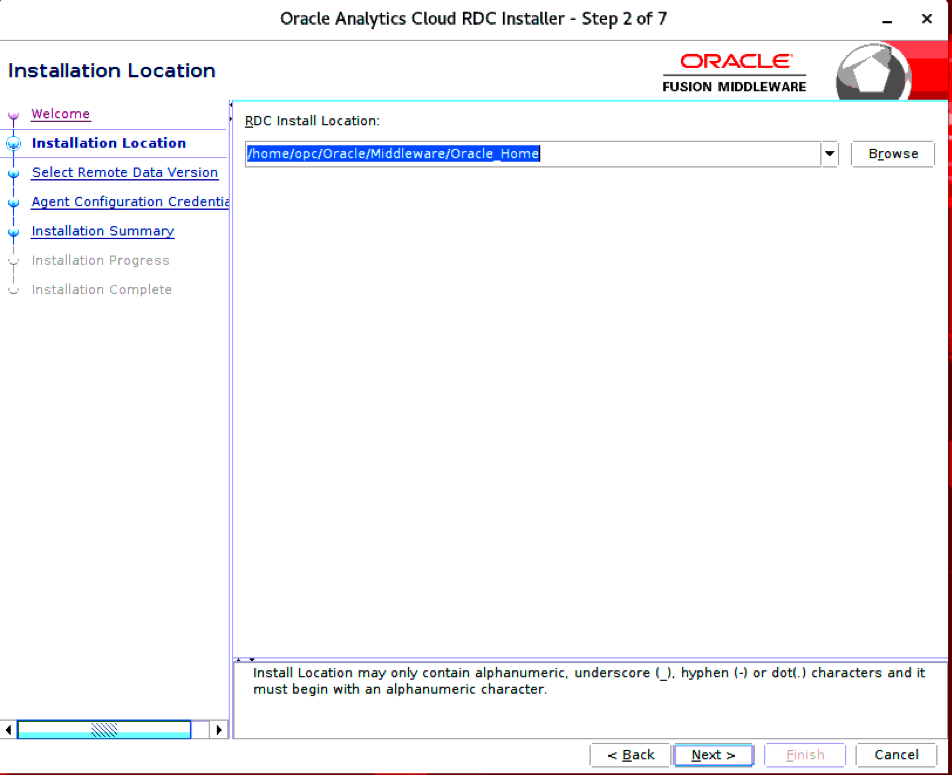 Oracle Analytics Cloud RDC Installer - Step 2 of 7
Installation Location
ORACLE
FUSION MIDDLEWARE
Welcome
Installation Location
Select Remote Data Version
Agent Configuration Credentia
Installation Summary
Installation Progress
Installation Complete
RDC Install Location:
/home/opc/Oracle/Middleware/Oracle_Home
Browse
Install Location may only contain alphanumeric, underscore (_), hyphen (-) or dot(.) characters and it
must begin with an alphanumeric character.
< Back
Next >
Finish
Cancel